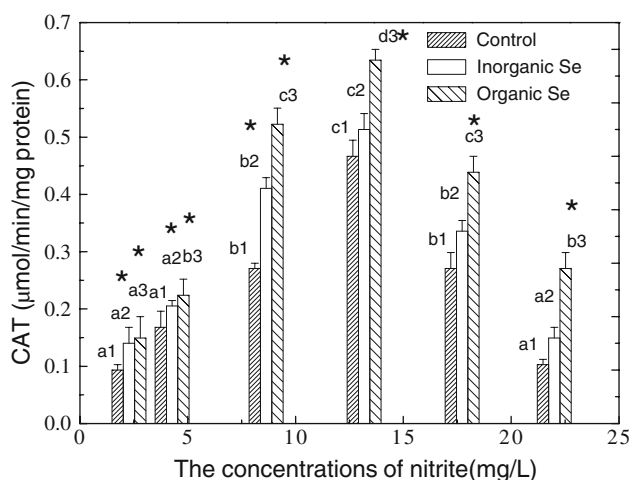 0.7
0.6
0.5
0.4
0.3
0.2
0.1
0.0
CAT (μmol/min/mg protein)
Control
Inorganic Se
Organic Se
a1
a2
*
a3
*
a1
a2
*
b3
*
b1
b2
*
c3
*
c1
c2
d3*
b1
b2
c3
*
a1
a2
b3
*
0
5
10
15
20
25
The concentrations of nitrite(mg/L)